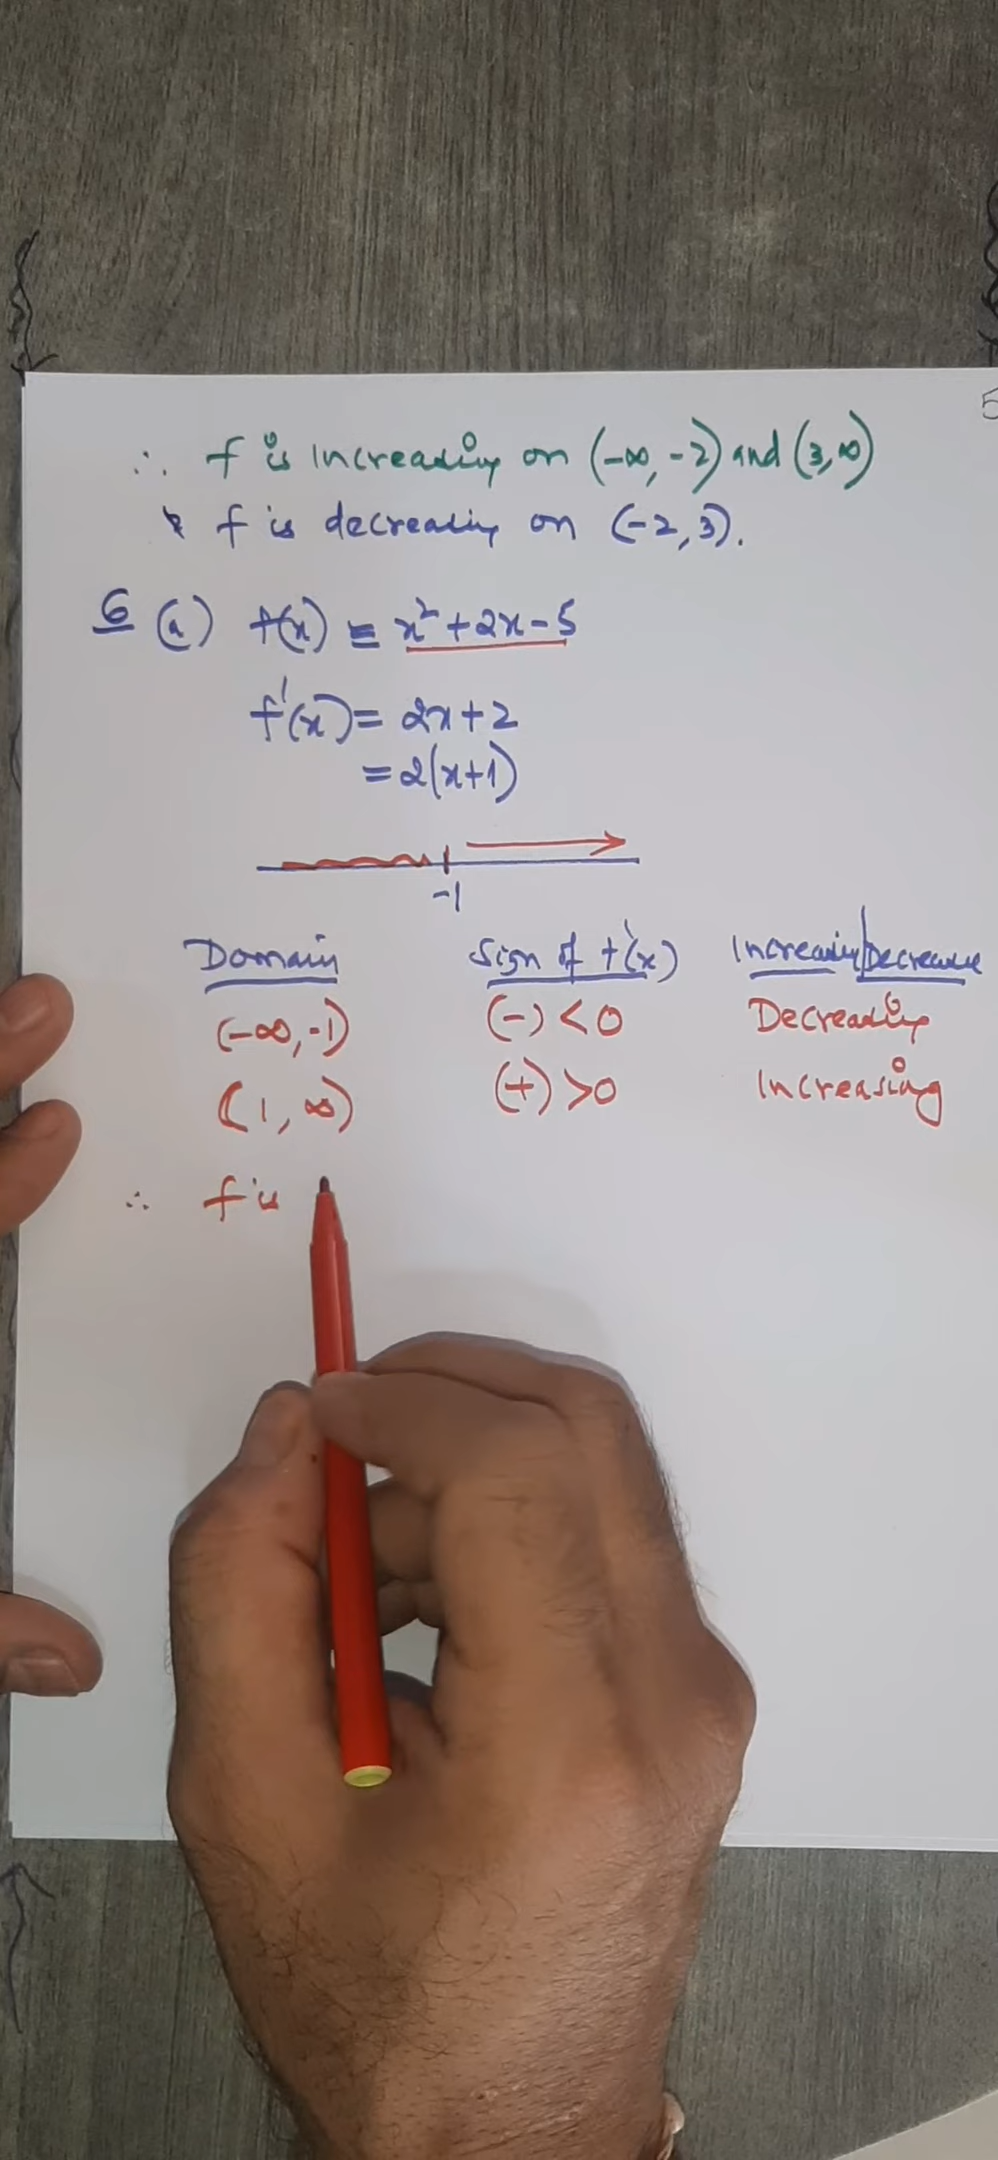 ∴ f is increasing on (-∞, -2) and (3, ∞)
& f is decreasing on (-2, 3).
6 (a) f(x) = x² + 2x - 5
f'(x) = 2x + 2
= 2(x+1)
-1
Domain Sign of f'(x) Increasing/Decrease
(-∞, -1) (-) < 0 Decreasing
(1, ∞) (+) > 0 Increasing
∴ f is